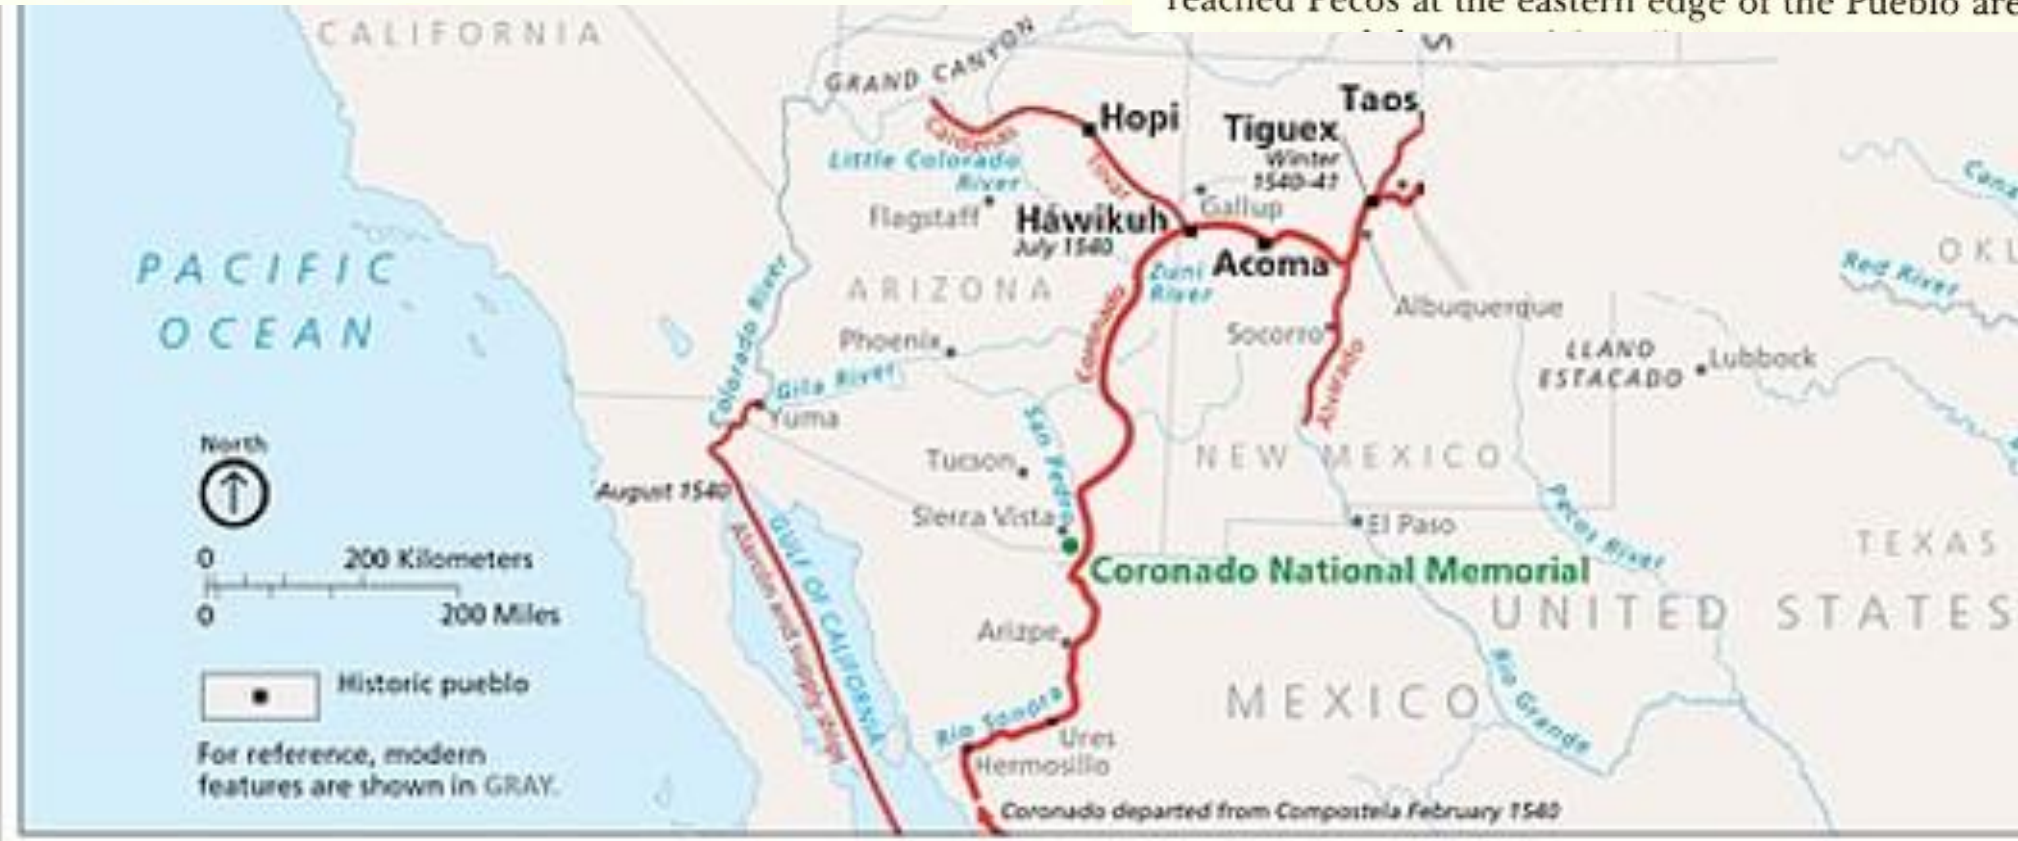 reached Pecos at the eastern edge of the Pueblo are
CALIFORNIA
GRAND CANYON
Taos
Hopi
Tiguex
Winter
1540-41
Cardenas
Little Colorado
River
Tovar
Flagstaff
Gallup
Háwikuh
July 1540
Zuni
River
Acoma
PACIFIC
OCEAN
ARIZONA
Colorado River
Coronado
Albuquerque
Socorro
Phoenix
Gila River
Alvarado
LLANO
ESTACADO
Lubbock
Red River
OKL
Cana
Yuma
San Pedro
Tucson
NEW MEXICO
North
August 1540
Sierra Vista
El Paso
Pecos River
TEXAS
0 200 Kilometers
0 200 Miles
Coronado National Memorial
UNITED STATES
Alarcón and supply ships
GULF OF CALIFORNIA
Arizpe
MEXICO
Rio Grande
Historic pueblo
Rio Sonora
Ures
Hermosillo
For reference, modern
features are shown in GRAY.
Coronado departed from Compostela February 1540